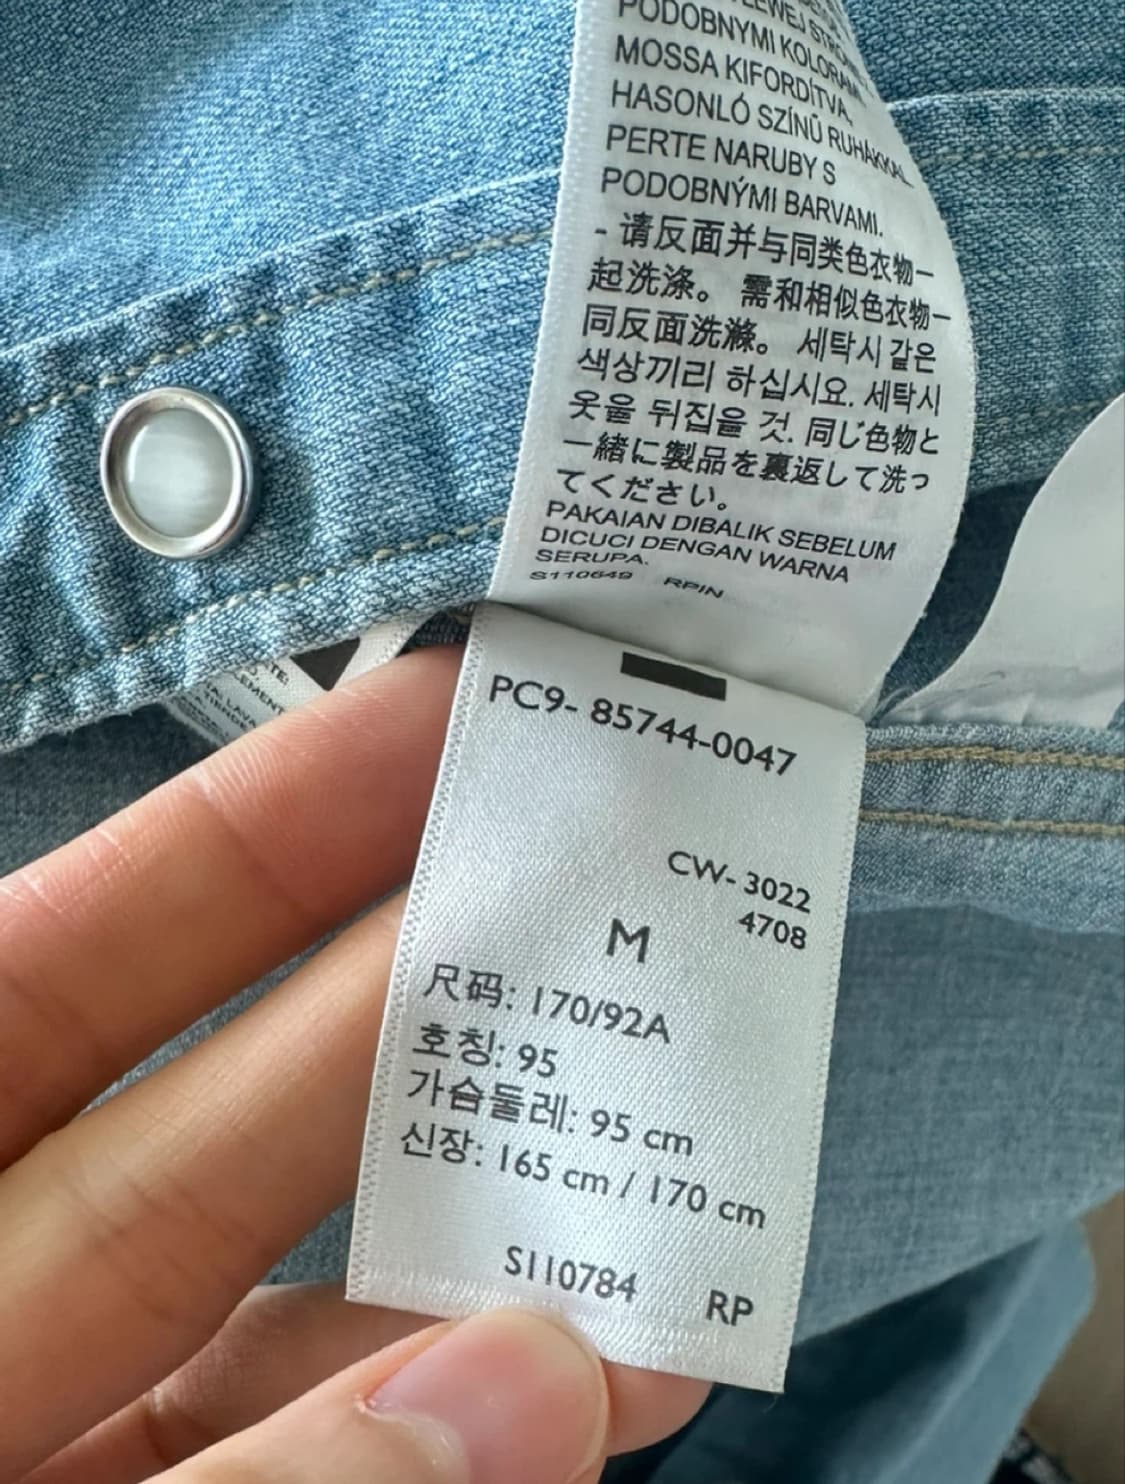 LEWEJ
PODOBNYMI KOLORAMI.
MOSSA KIFORDÍTVA,
HASONLÓ SZÍNŰ RUHÁKKAL.
PERTE NARUBY S
PODOBNÝMI BARVAMI.
- 请反面并与同类色衣物一
起洗涤。 需和相似色衣物一
同反面洗滌。 세탁시 같은
색상끼리 하십시요. 세탁시
옷을 뒤집을 것. 同じ色物と
一緒に製品を裏返して洗っ
てください。
PAKAIAN DIBALIK SEBELUM
DICUCI DENGAN WARNA
SERUPA.
S110649 RPIN
PC9- 85744-0047
CW- 3022
4708
M
尺码: 170/92A
호칭: 95
가슴둘레: 95 cm
신장: 165 cm / 170 cm
S110784 RP